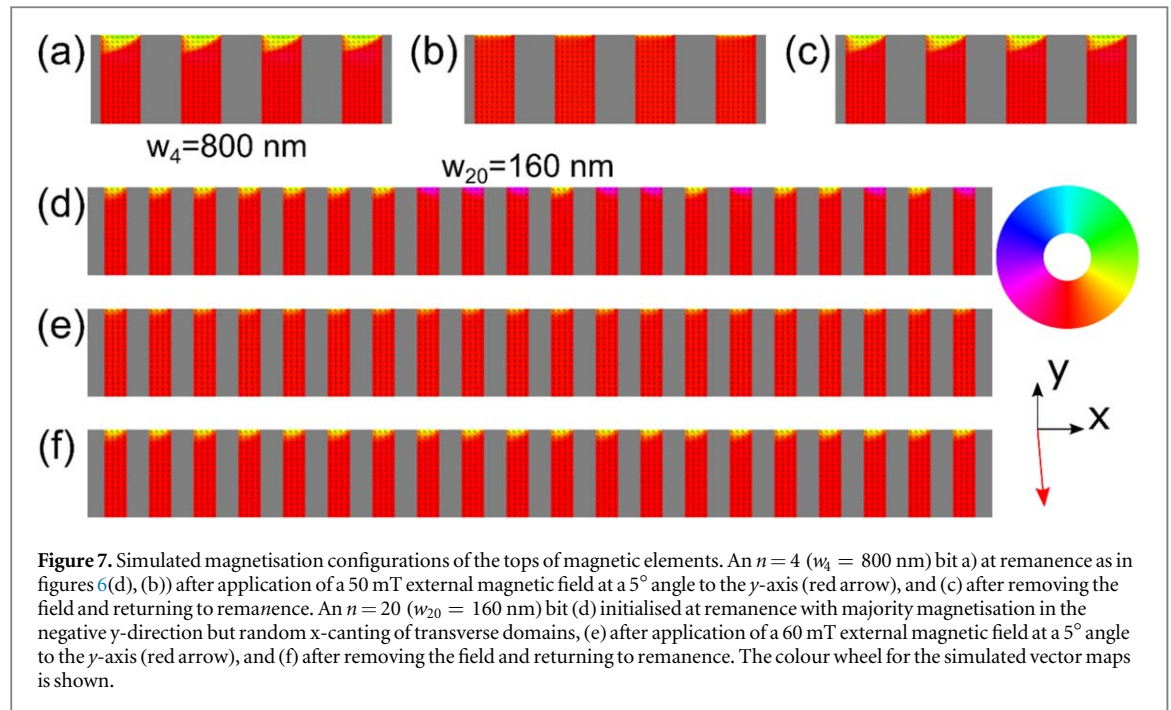 (a)
(b)
(c)
w₄=800 nm
w₂₀=160 nm
(d)
(e)
(f)
y
x
Figure 7. Simulated magnetisation configurations of the tops of magnetic elements. An n = 4 (w₄ = 800 nm) bit a) at remanence as in
figures 6(d), (b)) after application of a 50 mT external magnetic field at a 5° angle to the y-axis (red arrow), and (c) after removing the
field and returning to remanence. An n = 20 (w₂₀ = 160 nm) bit (d) initialised at remanence with majority magnetisation in the
negative y-direction but random x-canting of transverse domains, (e) after application of a 60 mT external magnetic field at a 5° angle
to the y-axis (red arrow), and (f) after removing the field and returning to remanence. The colour wheel for the simulated vector maps
is shown.